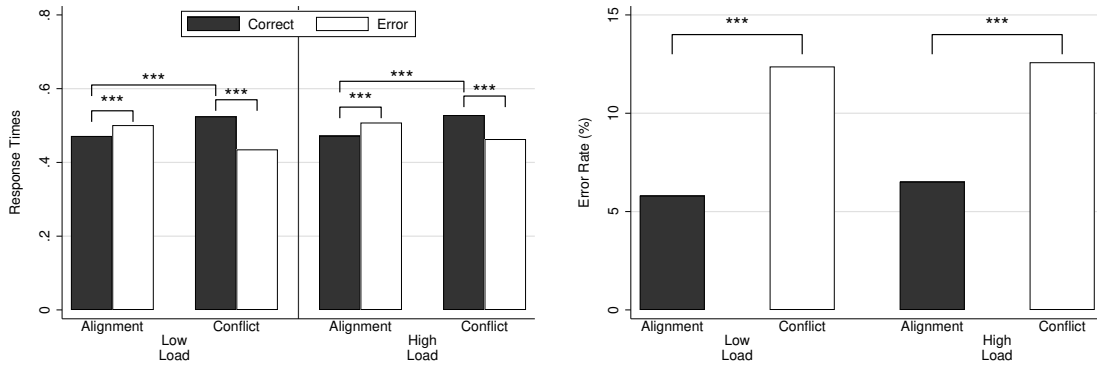 Response Times
.8
.6
.4
.2
0
Correct Error
***
***
***
***
***
***
Alignment Conflict Alignment Conflict
Low
Load
High
Load
Error Rate (%)
15
10
5
0
***
***
Alignment Conflict Alignment Conflict
Low
Load
High
Load